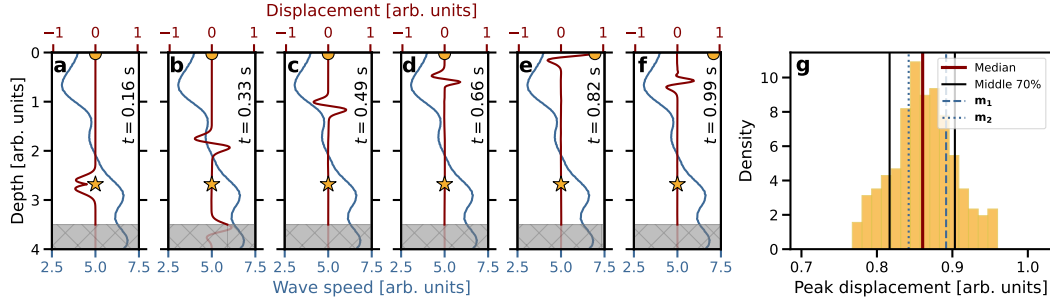 Displacement [arb. units]
−1 0 1 −1 0 1 −1 0 1 −1 0 1 −1 0 1 −1 0 1
a b c d e f g
t = 0.16 s t = 0.33 s t = 0.49 s t = 0.66 s t = 0.82 s t = 0.99 s
Depth [arb. units]
0
1
2
3
4
2.5 5.0 7.5 5.0 7.5 5.0 7.5 5.0 7.5 5.0 7.5 5.0 7.5
Wave speed [arb. units]
Median
Middle 70%
m₁
m₂
Density
10
8
6
4
2
0
0.7 0.8 0.9 1.0
Peak displacement [arb. units]